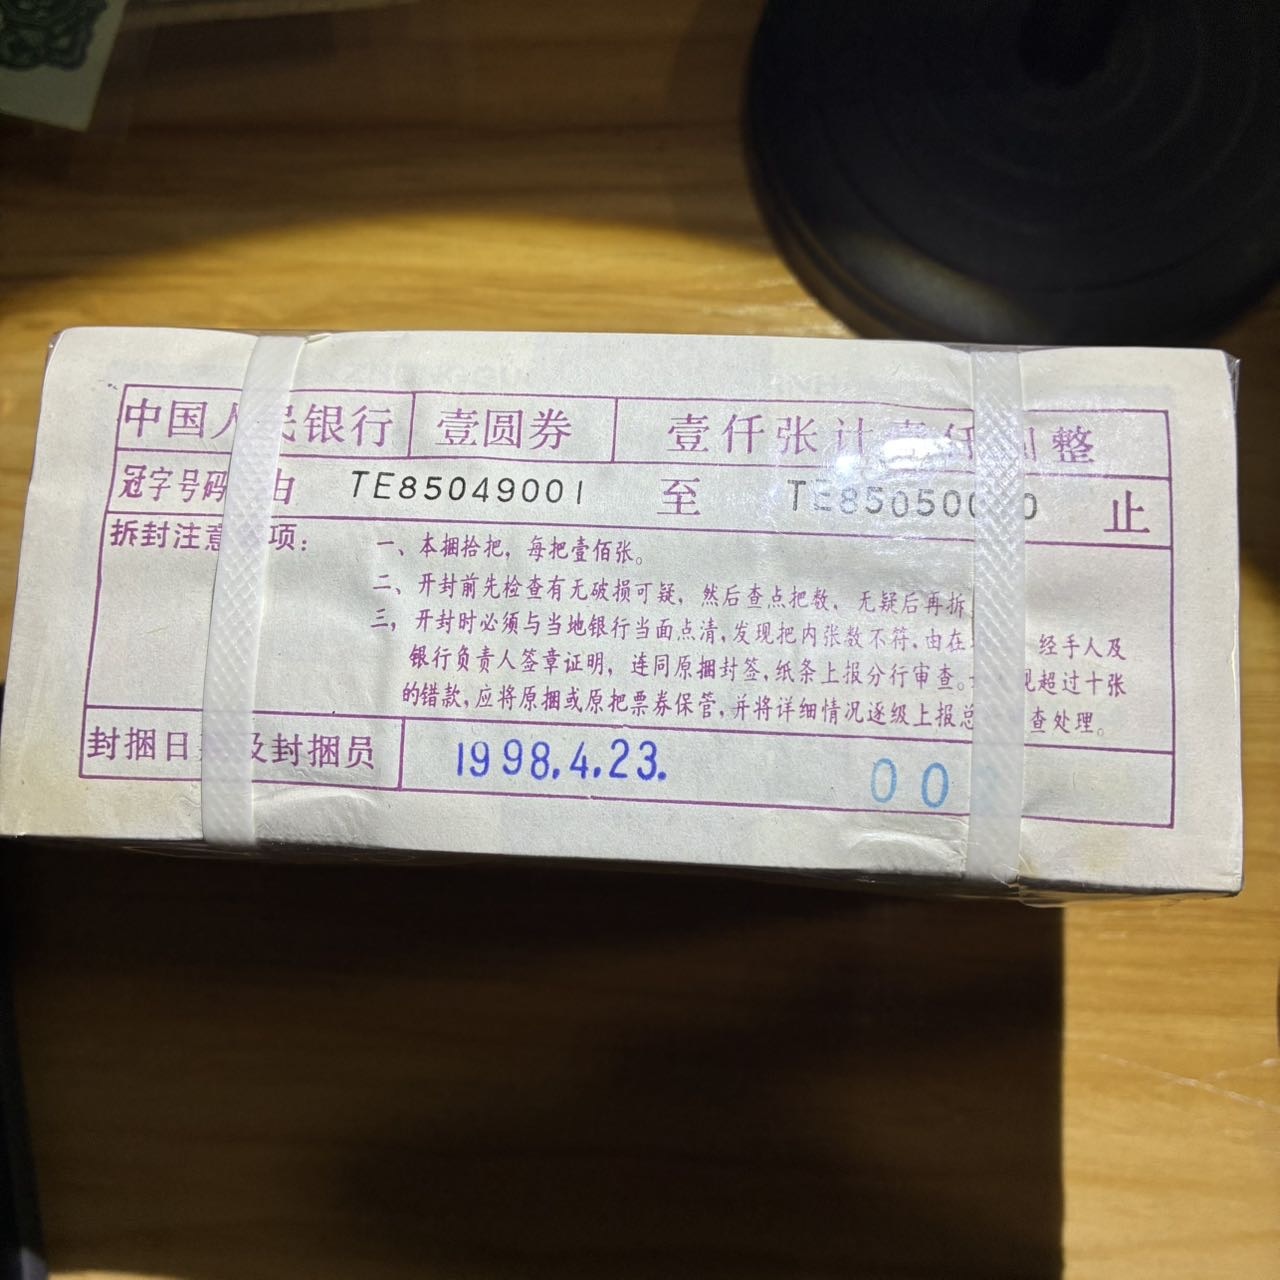 中国人民银行 壹圆券 壹仟张计壹仟圆整
冠字号码 由 TE85049001 至 TE850500 0 止
拆封注意 项：
一、本捆拾把，每把壹佰张。
二、开封前先检查有无破损可疑，然后查点把数，无疑后再拆
三、开封时必须与当地银行当面点清，发现把内张数不符，由在 经手人及
银行负责人签章证明，连同原捆封签，纸条上报分行审查。 现超过十张
的错款，应将原捆或原把票券保管，并将详细情况逐级上报总 查处理。
封捆日 及封捆员 1998.4.23. 00